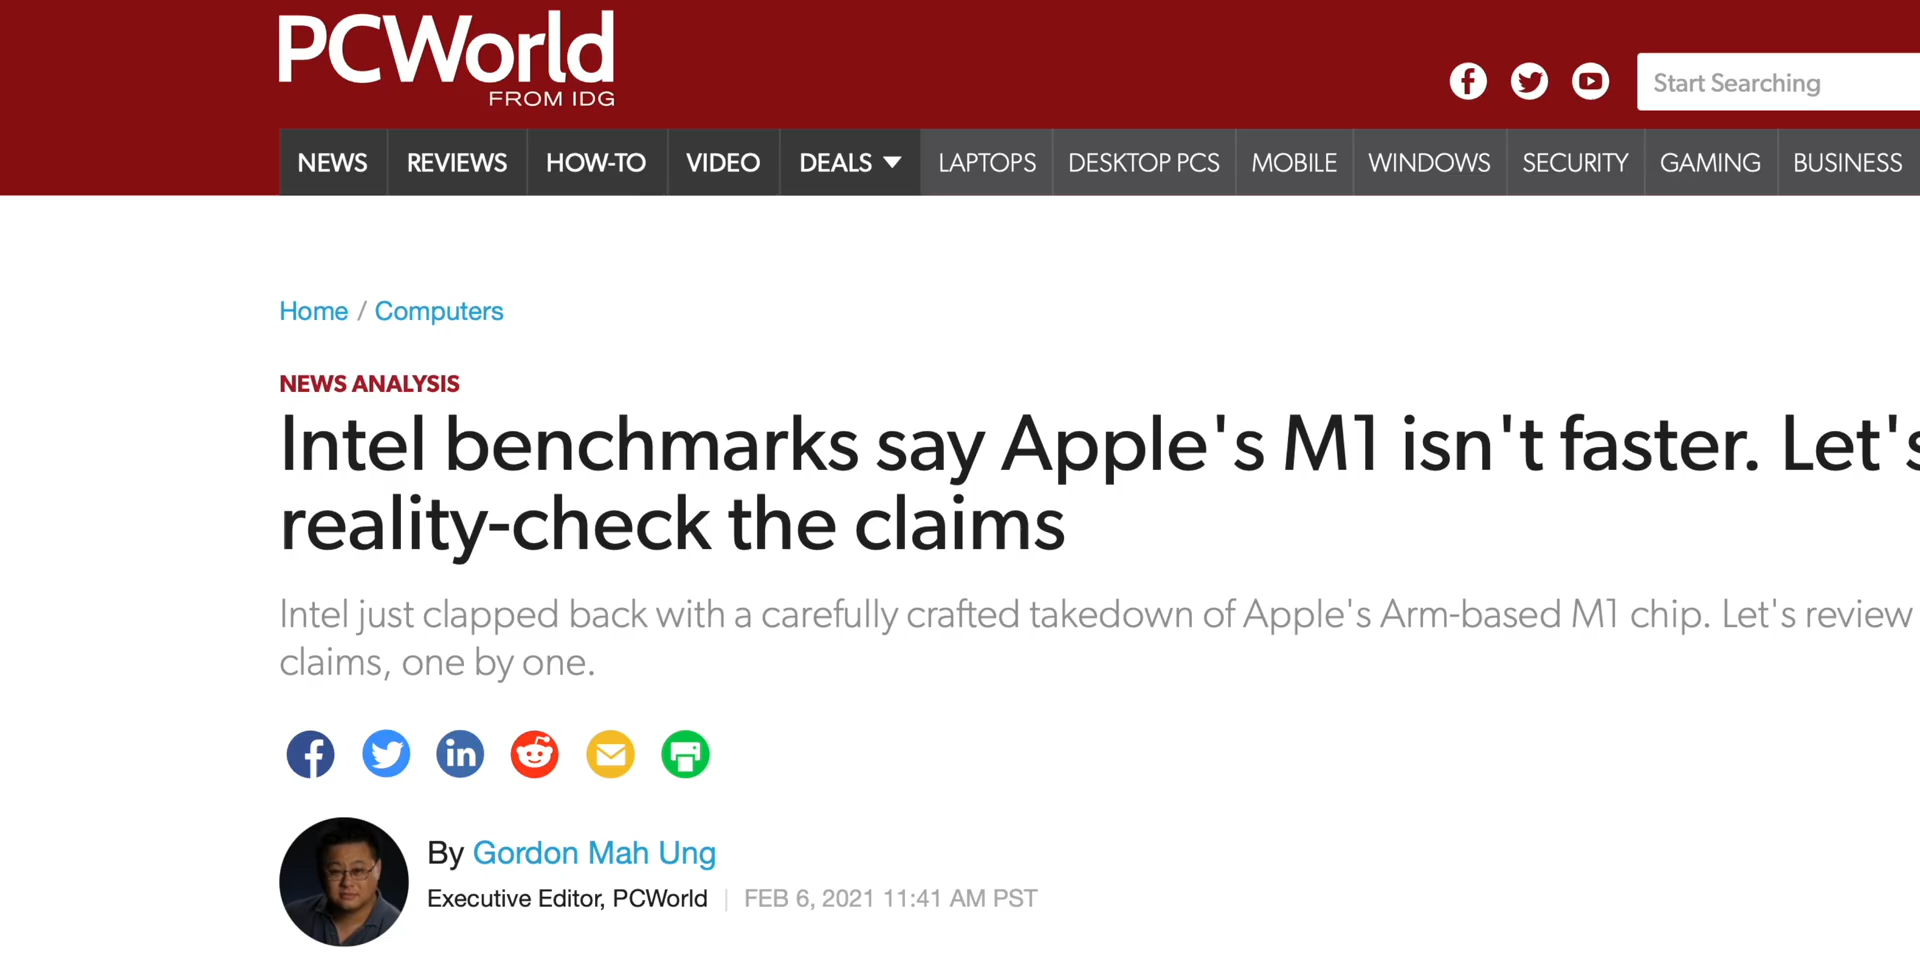 PCWorld
FROM IDG
Start Searching
NEWS REVIEWS HOW-TO VIDEO DEALS LAPTOPS DESKTOP PCS MOBILE WINDOWS SECURITY GAMING BUSINESS
Home / Computers
NEWS ANALYSIS
Intel benchmarks say Apple's M1 isn't faster. Let's
reality-check the claims
Intel just clapped back with a carefully crafted takedown of Apple's Arm-based M1 chip. Let's review
claims, one by one.
in
By Gordon Mah Ung
Executive Editor, PCWorld | FEB 6, 2021 11:41 AM PST